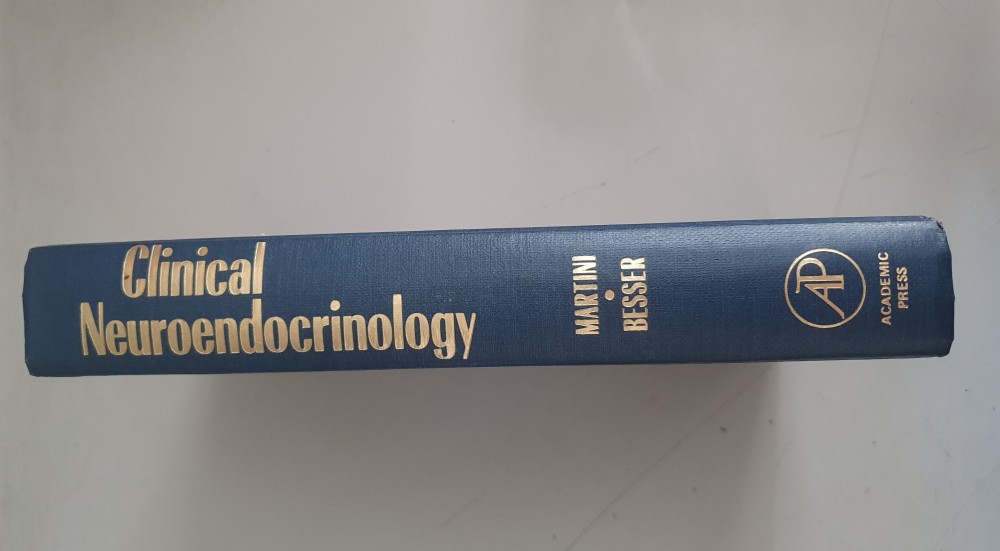 Clinical
Neuroendocrinology
MARTINI
•
BESSER
AP
ACADEMIC
PRESS